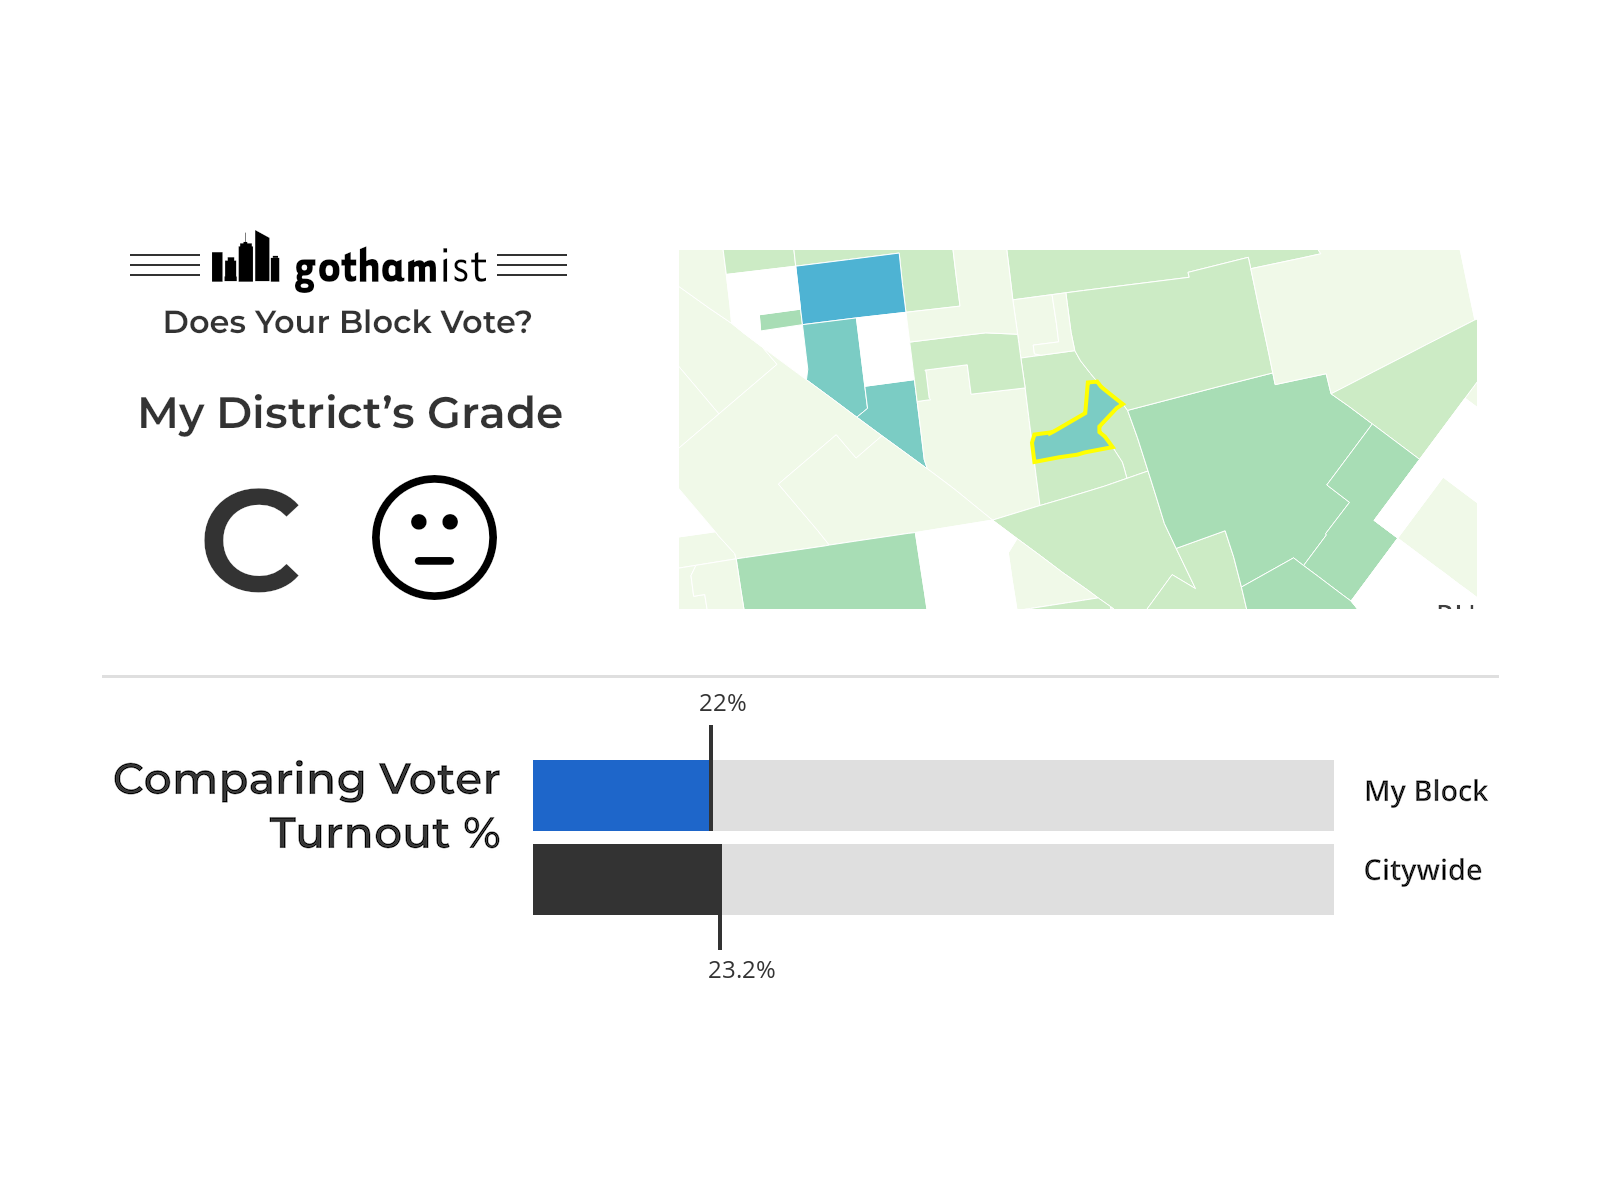 gothamist
Does Your Block Vote?
My District’s Grade
C
22%
Comparing Voter
Turnout %
My Block
Citywide
23.2%